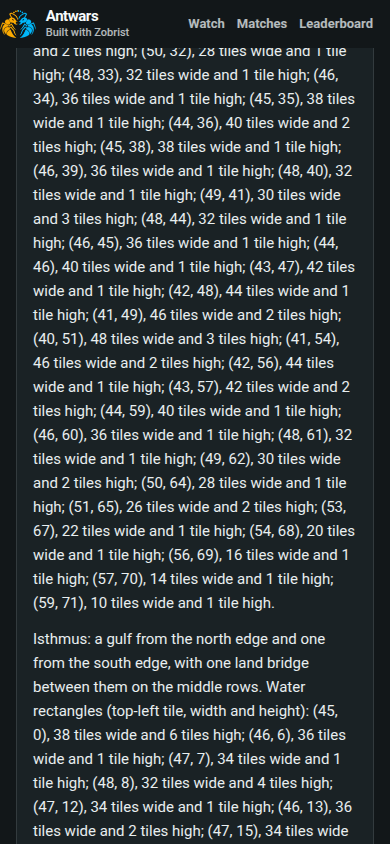 Antwars
Built with Zobrist
Watch Matches Leaderboard
and 2 tiles high; (50, 32), 28 tiles wide and 1 tile
high; (48, 33), 32 tiles wide and 1 tile high; (46,
34), 36 tiles wide and 1 tile high; (45, 35), 38 tiles
wide and 1 tile high; (44, 36), 40 tiles wide and 2
tiles high; (45, 38), 38 tiles wide and 1 tile high;
(46, 39), 36 tiles wide and 1 tile high; (48, 40), 32
tiles wide and 1 tile high; (49, 41), 30 tiles wide
and 3 tiles high; (48, 44), 32 tiles wide and 1 tile
high; (46, 45), 36 tiles wide and 1 tile high; (44,
46), 40 tiles wide and 1 tile high; (43, 47), 42 tiles
wide and 1 tile high; (42, 48), 44 tiles wide and 1
tile high; (41, 49), 46 tiles wide and 2 tiles high;
(40, 51), 48 tiles wide and 3 tiles high; (41, 54),
46 tiles wide and 2 tiles high; (42, 56), 44 tiles
wide and 1 tile high; (43, 57), 42 tiles wide and 2
tiles high; (44, 59), 40 tiles wide and 1 tile high;
(46, 60), 36 tiles wide and 1 tile high; (48, 61), 32
tiles wide and 1 tile high; (49, 62), 30 tiles wide
and 2 tiles high; (50, 64), 28 tiles wide and 1 tile
high; (51, 65), 26 tiles wide and 2 tiles high; (53,
67), 22 tiles wide and 1 tile high; (54, 68), 20 tiles
wide and 1 tile high; (56, 69), 16 tiles wide and 1
tile high; (57, 70), 14 tiles wide and 1 tile high;
(59, 71), 10 tiles wide and 1 tile high.
Isthmus: a gulf from the north edge and one
from the south edge, with one land bridge
between them on the middle rows. Water
rectangles (top-left tile, width and height): (45,
0), 38 tiles wide and 6 tiles high; (46, 6), 36 tiles
wide and 1 tile high; (47, 7), 34 tiles wide and 1
tile high; (48, 8), 32 tiles wide and 4 tiles high;
(47, 12), 34 tiles wide and 1 tile high; (46, 13), 36
tiles wide and 2 tiles high; (47, 15), 34 tiles wide